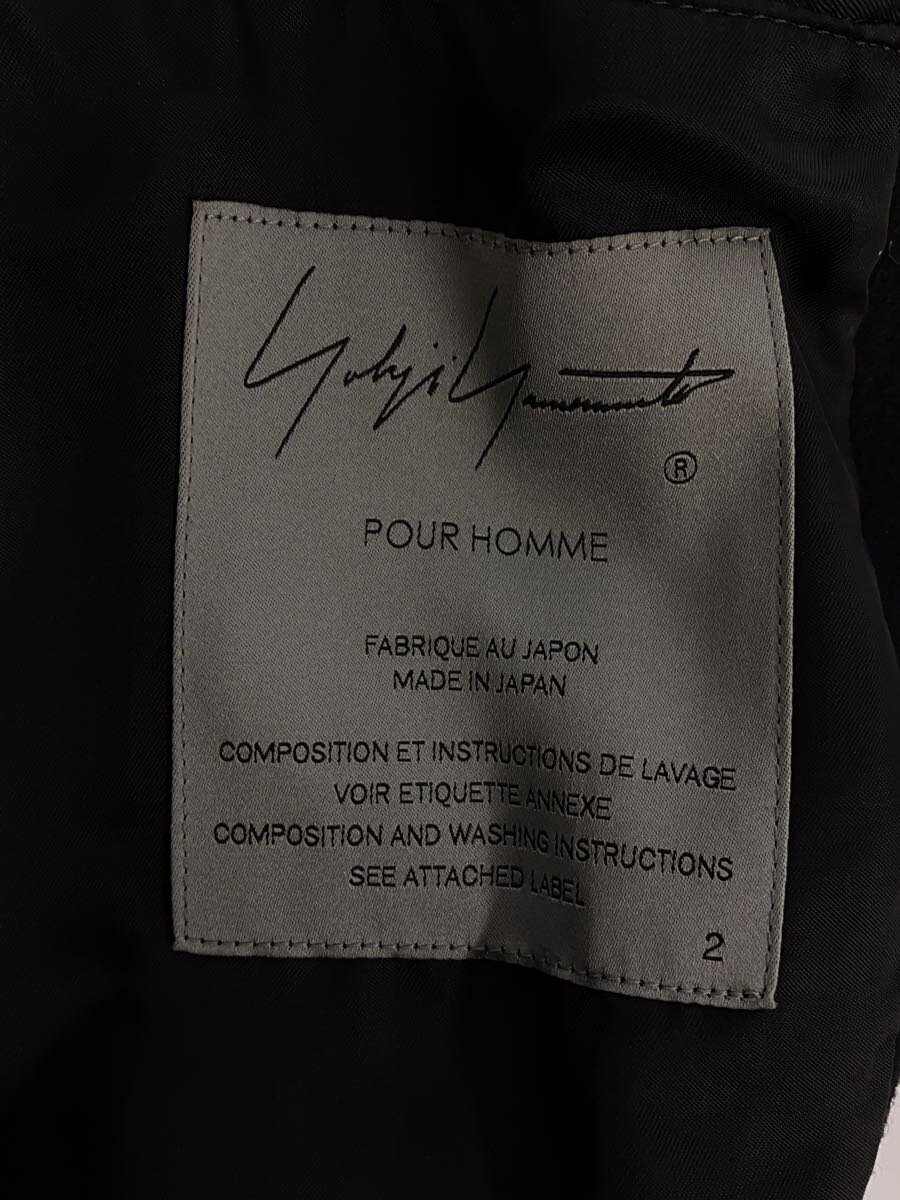 Yohji Yamamoto
®
POUR HOMME
FABRIQUE AU JAPON
MADE IN JAPAN
COMPOSITION ET INSTRUCTIONS DE LAVAGE
VOIR ETIQUETTE ANNEXE
COMPOSITION AND WASHING INSTRUCTIONS
SEE ATTACHED LABEL
2